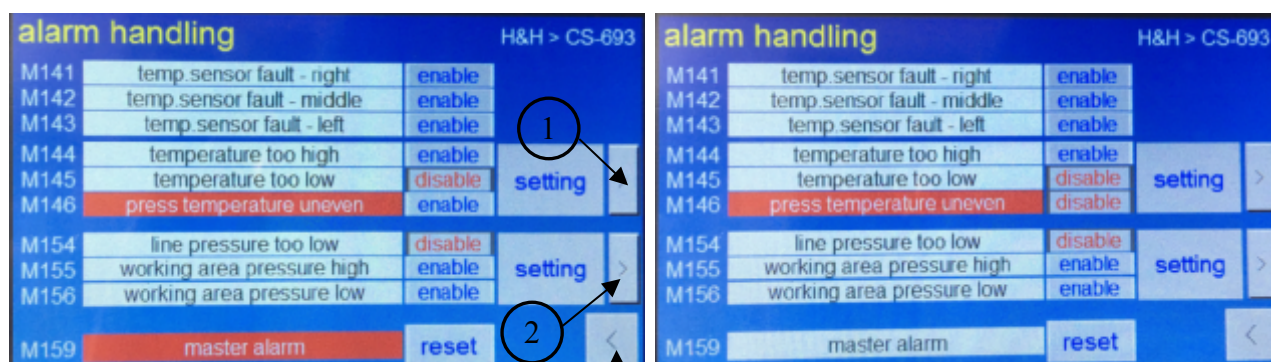 alarm handling H&H > CS-693
M141 temp.sensor fault - right enable
M142 temp.sensor fault - middle enable
M143 temp.sensor fault - left enable
1
M144 temperature too high enable
M145 temperature too low disable setting >
M146 press temperature uneven enable
M154 line pressure too low disable
M155 working area pressure high enable setting >
M156 working area pressure low enable
2
M159 master alarm reset <
alarm handling H&H > CS-693
M141 temp.sensor fault - right enable
M142 temp.sensor fault - middle enable
M143 temp.sensor fault - left enable
M144 temperature too high enable
M145 temperature too low disable setting >
M146 press temperature uneven disable
M154 line pressure too low disable
M155 working area pressure high enable setting >
M156 working area pressure low enable
M159 master alarm reset <